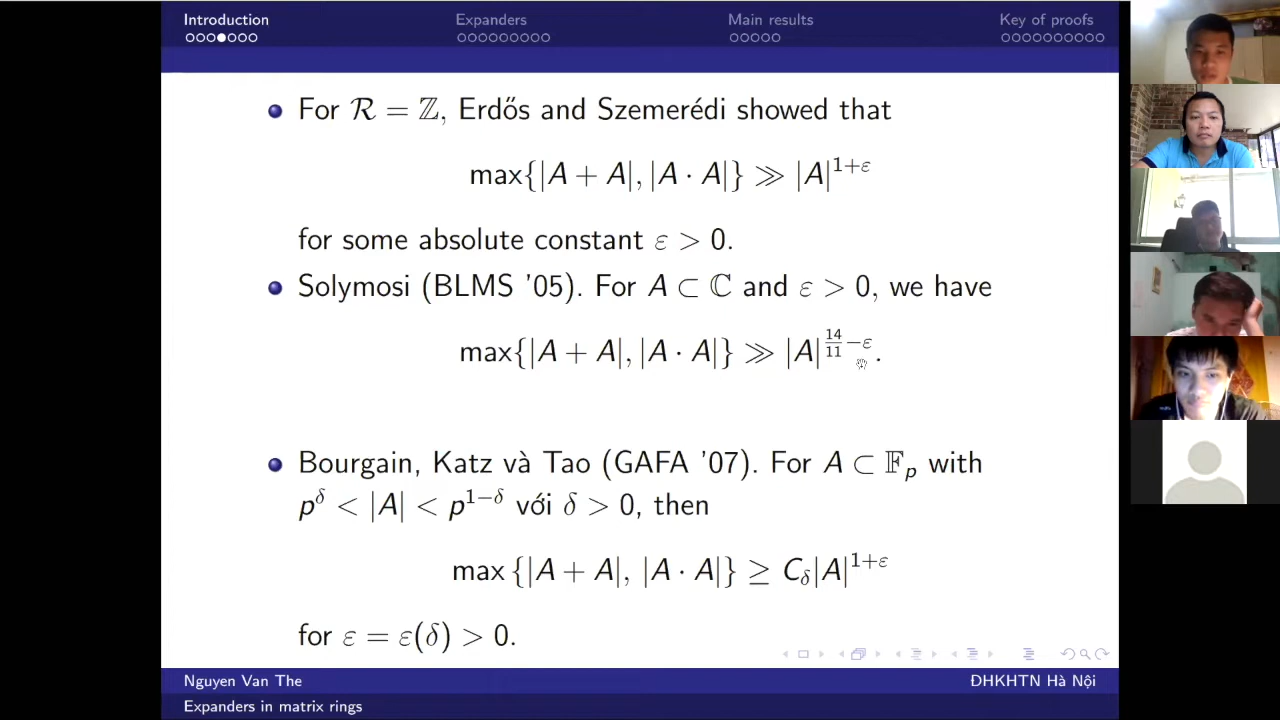 Introduction Expanders Main results Key of proofs
For ℛ = ℤ, Erdős and Szemerédi showed that
max{|A + A|, |A · A|} ≫ |A|^{1+ε}
for some absolute constant ε > 0.
Solymosi (BLMS '05). For A ⊂ ℂ and ε > 0, we have
max{|A + A|, |A · A|} ≫ |A|^{14/11 − ε}.
Bourgain, Katz và Tao (GAFA '07). For A ⊂ 𝔽_p with
p^δ < |A| < p^{1−δ} với δ > 0, then
max {|A + A|, |A · A|} ≥ C_δ|A|^{1+ε}
for ε = ε(δ) > 0.
Nguyen Van The ĐHKHTN Hà Nội
Expanders in matrix rings